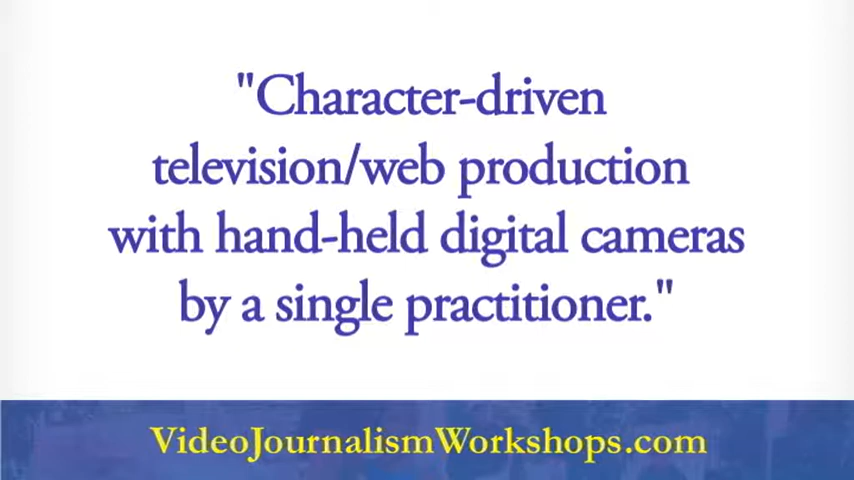 "Character-driven
television/web production
with hand-held digital cameras
by a single practitioner."
VideoJournalismWorkshops.com